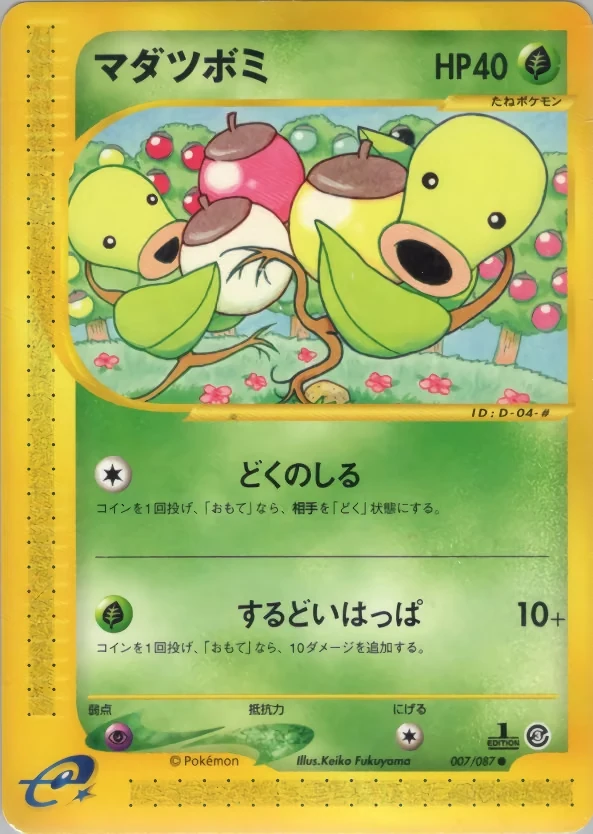 マダツボミ
HP40
たねポケモン
ID:D-04-#
どくのしる
コインを1回投げ、「おもて」なら、相手を「どく」状態にする。
するどいはっぱ 10+
コインを1回投げ、「おもて」なら、10ダメージを追加する。
弱点 抵抗力 にげる
1
EDITION
3
© Pokémon
Illus.Keiko Fukuyama
007/087 ●
e